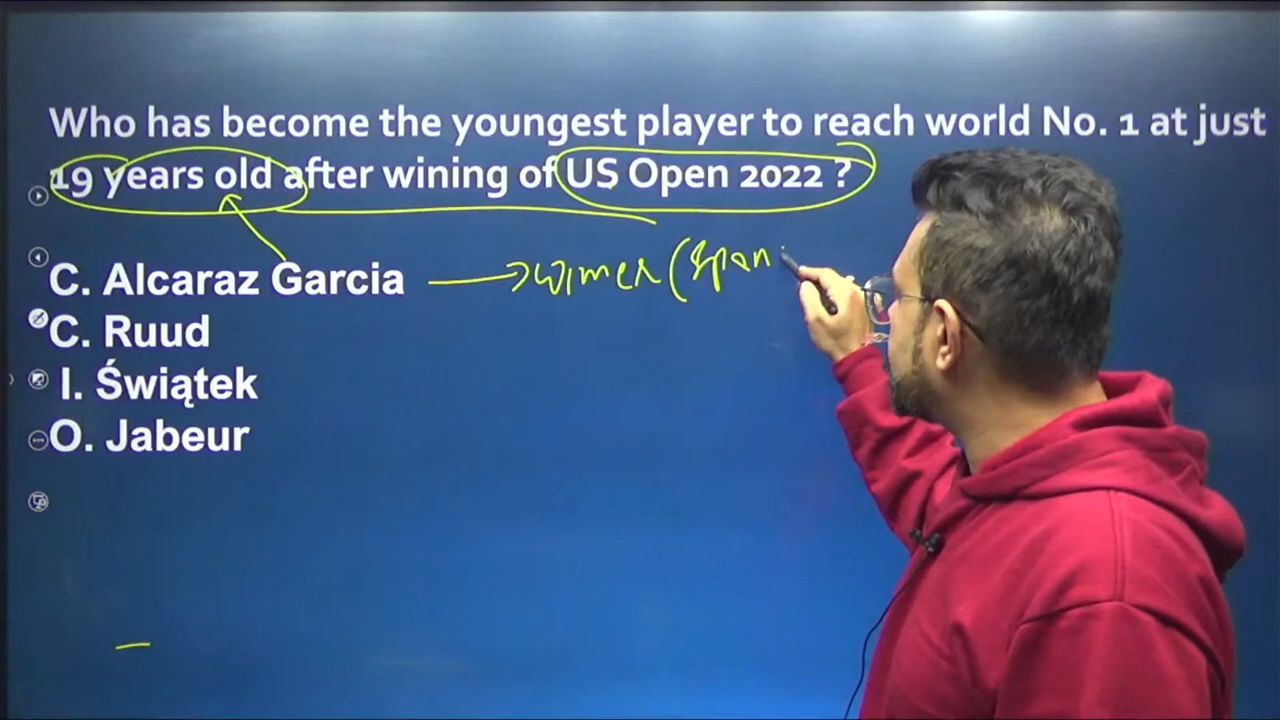 Who has become the youngest player to reach world No. 1 at just
19 years old after wining of US Open 2022 ?
C. Alcaraz Garcia → winner (Span
C. Ruud
I. Świątek
O. Jabeur